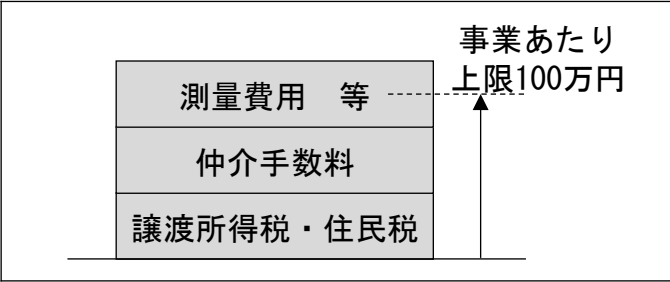 事業あたり
上限100万円
測量費用　等
仲介手数料
譲渡所得税・住民税